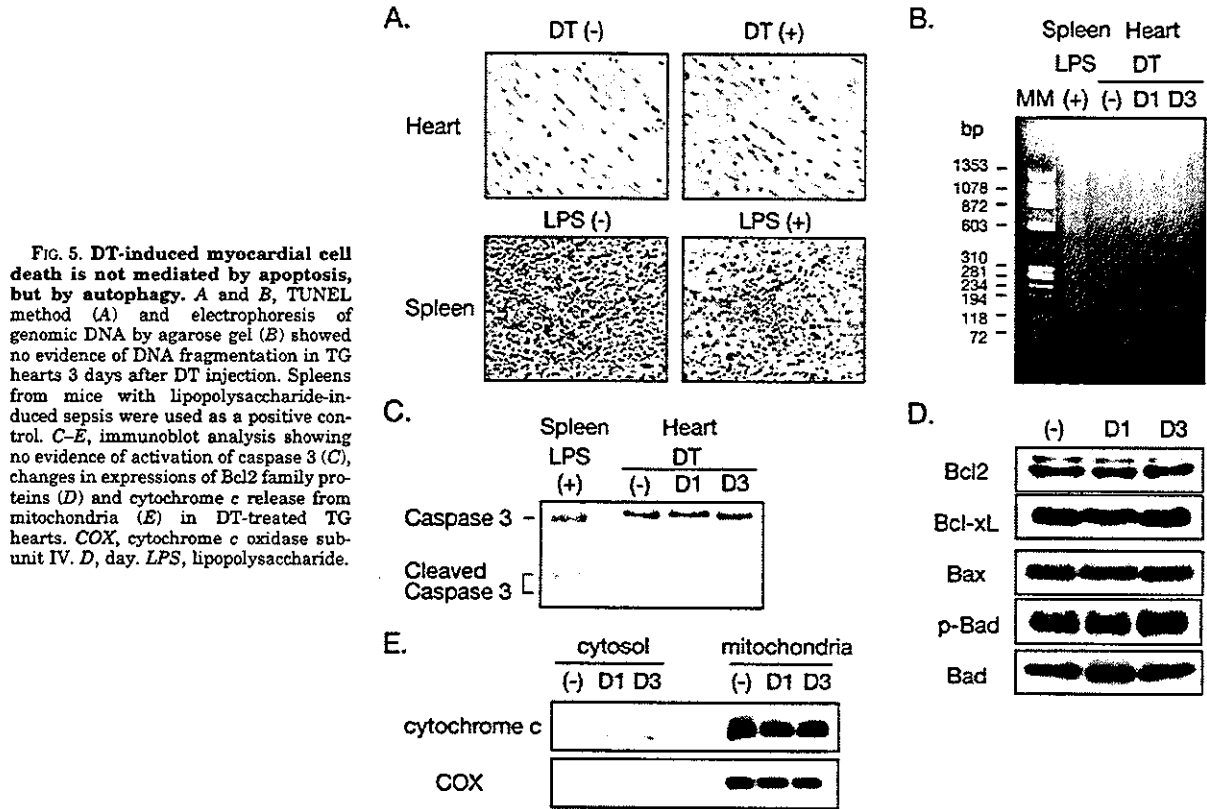 FIG. 5. DT-induced myocardial cell
death is not mediated by apoptosis,
but by autophagy. A and B, TUNEL
method (A) and electrophoresis of
genomic DNA by agarose gel (B) showed
no evidence of DNA fragmentation in TG
hearts 3 days after DT injection. Spleens
from mice with lipopolysaccharide-in-
duced sepsis were used as a positive con-
trol. C–E, immunoblot analysis showing
no evidence of activation of caspase 3 (C),
changes in expressions of Bcl2 family pro-
teins (D) and cytochrome c release from
mitochondria (E) in DT-treated TG
hearts. COX, cytochrome c oxidase sub-
unit IV. D, day. LPS, lipopolysaccharide.
A.
DT (-) DT (+)
Heart
LPS (-) LPS (+)
Spleen
B.
Spleen Heart
LPS DT
MM (+) (-) D1 D3
bp
1353
1078
872
603
310
281
234
194
118
72
C.
Spleen Heart
LPS DT
(+) (-) D1 D3
Caspase 3
Cleaved
Caspase 3
D.
(-) D1 D3
Bcl2
Bcl-xL
Bax
p-Bad
Bad
E.
cytosol mitochondria
(-) D1 D3 (-) D1 D3
cytochrome c
COX